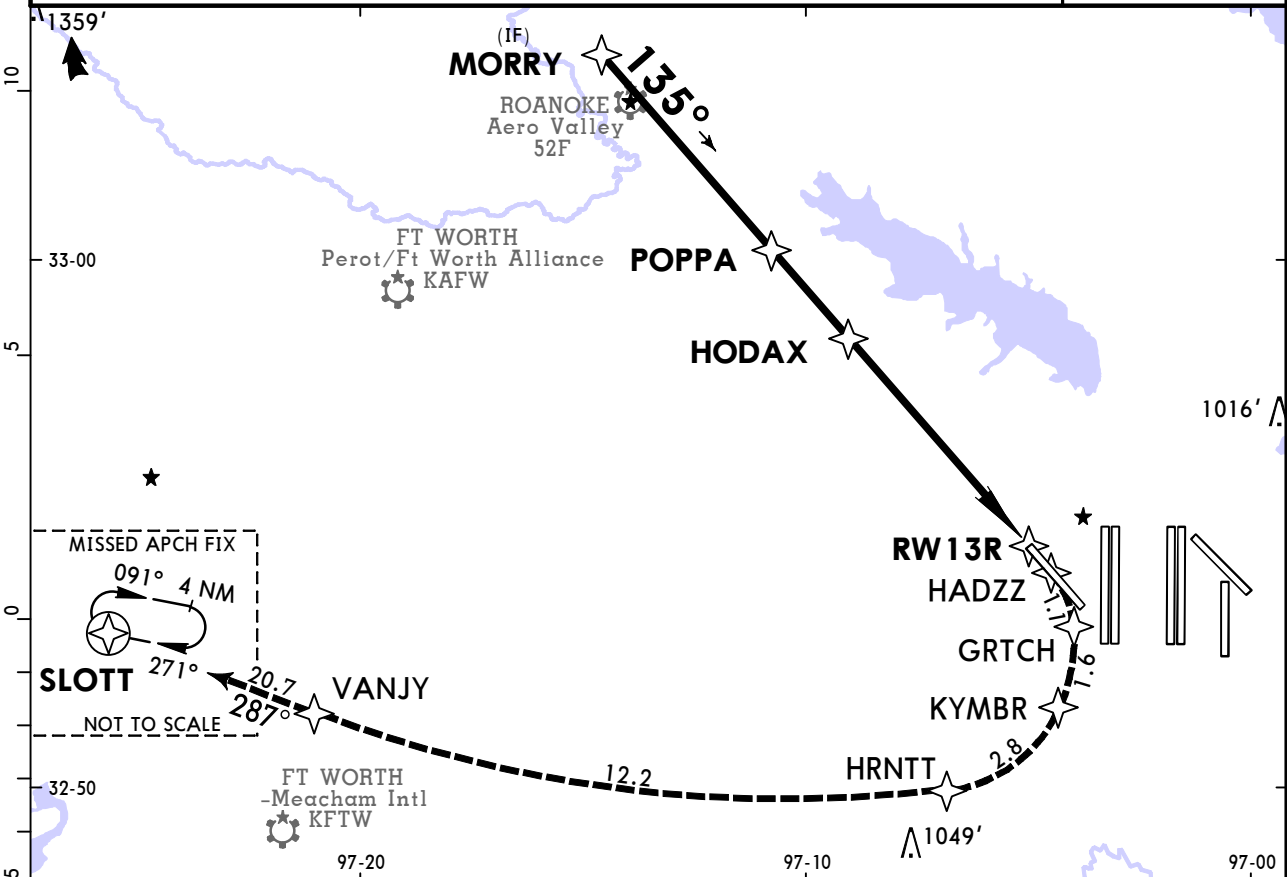 1359'
(IF)
MORRY
135°
10
ROANOKE
Aero Valley
52F
FT WORTH
Perot/Ft Worth Alliance
KAFW
33-00
POPPA
HODAX
5
1016'
RW13R
HADZZ
1.1
GRTCH
1.6
MISSED APCH FIX
091° 4 NM
0
271°
SLOTT
20.7
287°
VANJY
NOT TO SCALE
KYMBR
2.8
HRNTT
12.2
FT WORTH
-Meacham Intl
KFTW
32-50
1049'
97-20
97-10
97-00
5